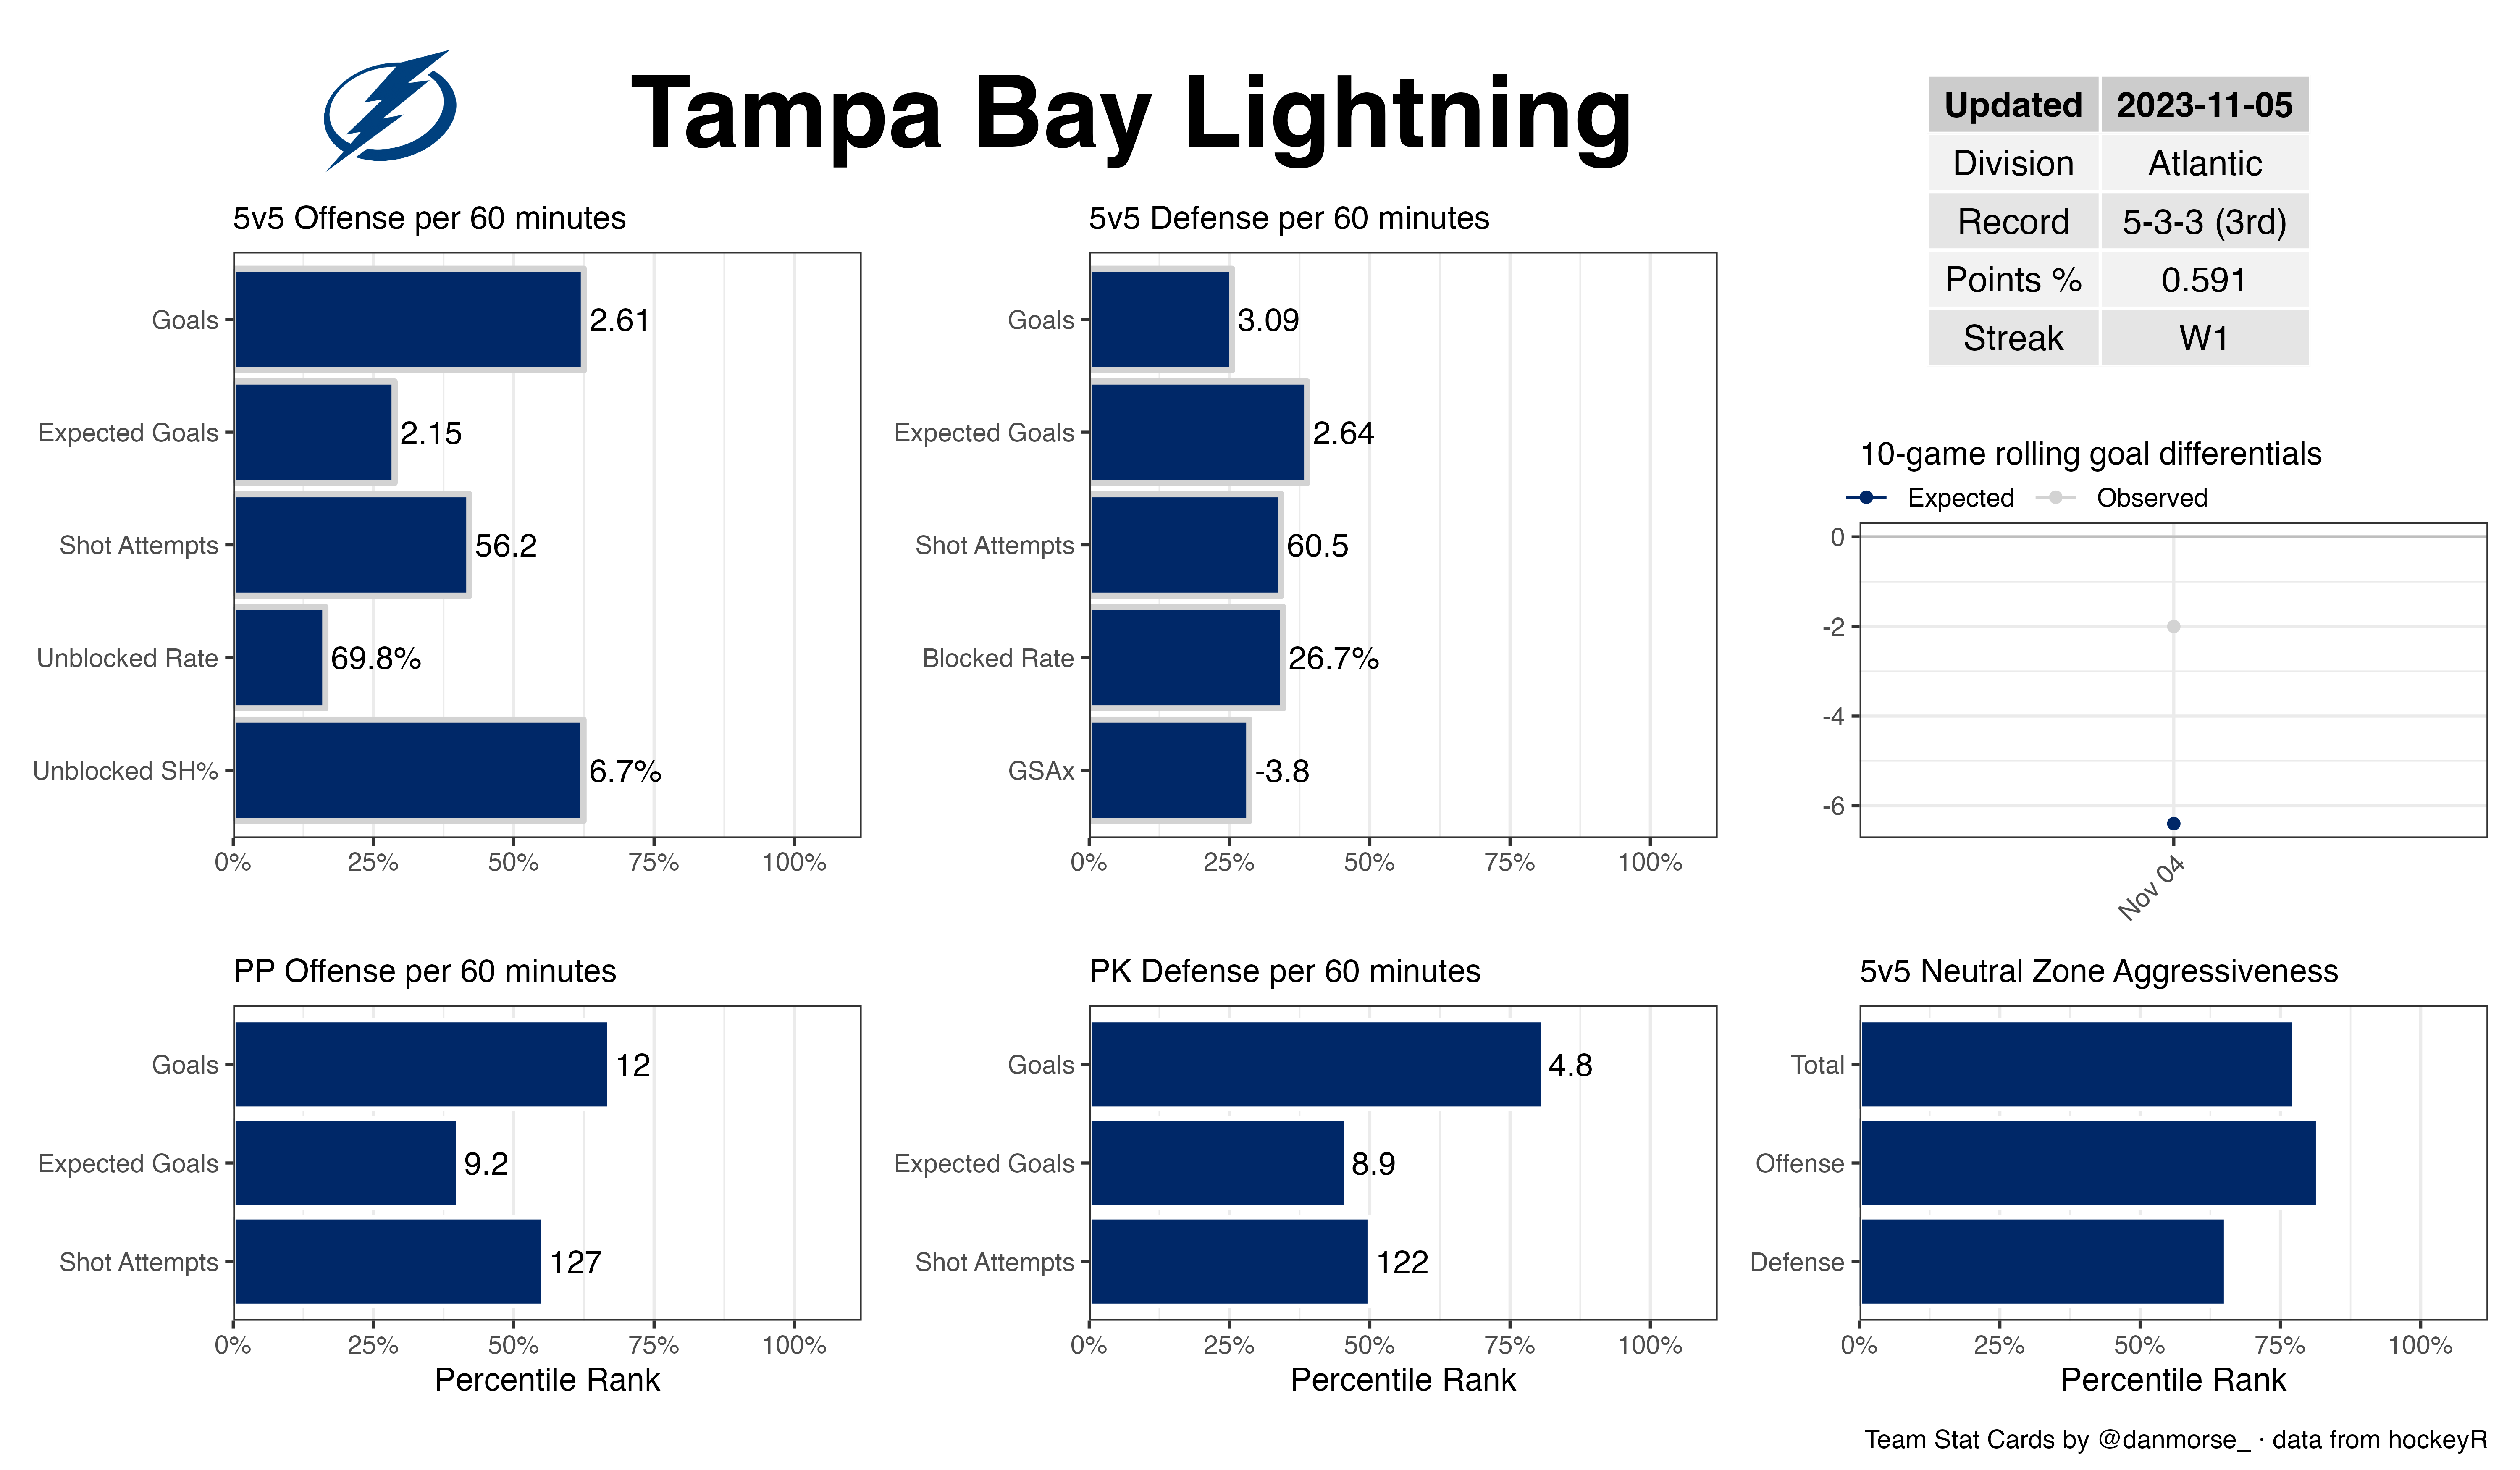 Tampa Bay Lightning
Updated 2023-11-05
Division Atlantic
Record 5-3-3 (3rd)
Points % 0.591
Streak W1
5v5 Offense per 60 minutes
Goals 2.61
Expected Goals 2.15
Shot Attempts 56.2
Unblocked Rate 69.8%
Unblocked SH% 6.7%
0% 25% 50% 75% 100%
5v5 Defense per 60 minutes
Goals 3.09
Expected Goals 2.64
Shot Attempts 60.5
Blocked Rate 26.7%
GSAx -3.8
0% 25% 50% 75% 100%
10-game rolling goal differentials
Expected Observed
0
-2
-4
-6
Nov 04
PP Offense per 60 minutes
Goals 12
Expected Goals 9.2
Shot Attempts 127
0% 25% 50% 75% 100%
Percentile Rank
PK Defense per 60 minutes
Goals 4.8
Expected Goals 8.9
Shot Attempts 122
0% 25% 50% 75% 100%
Percentile Rank
5v5 Neutral Zone Aggressiveness
Total
Offense
Defense
0% 25% 50% 75% 100%
Percentile Rank
Team Stat Cards by @danmorse_ · data from hockeyR